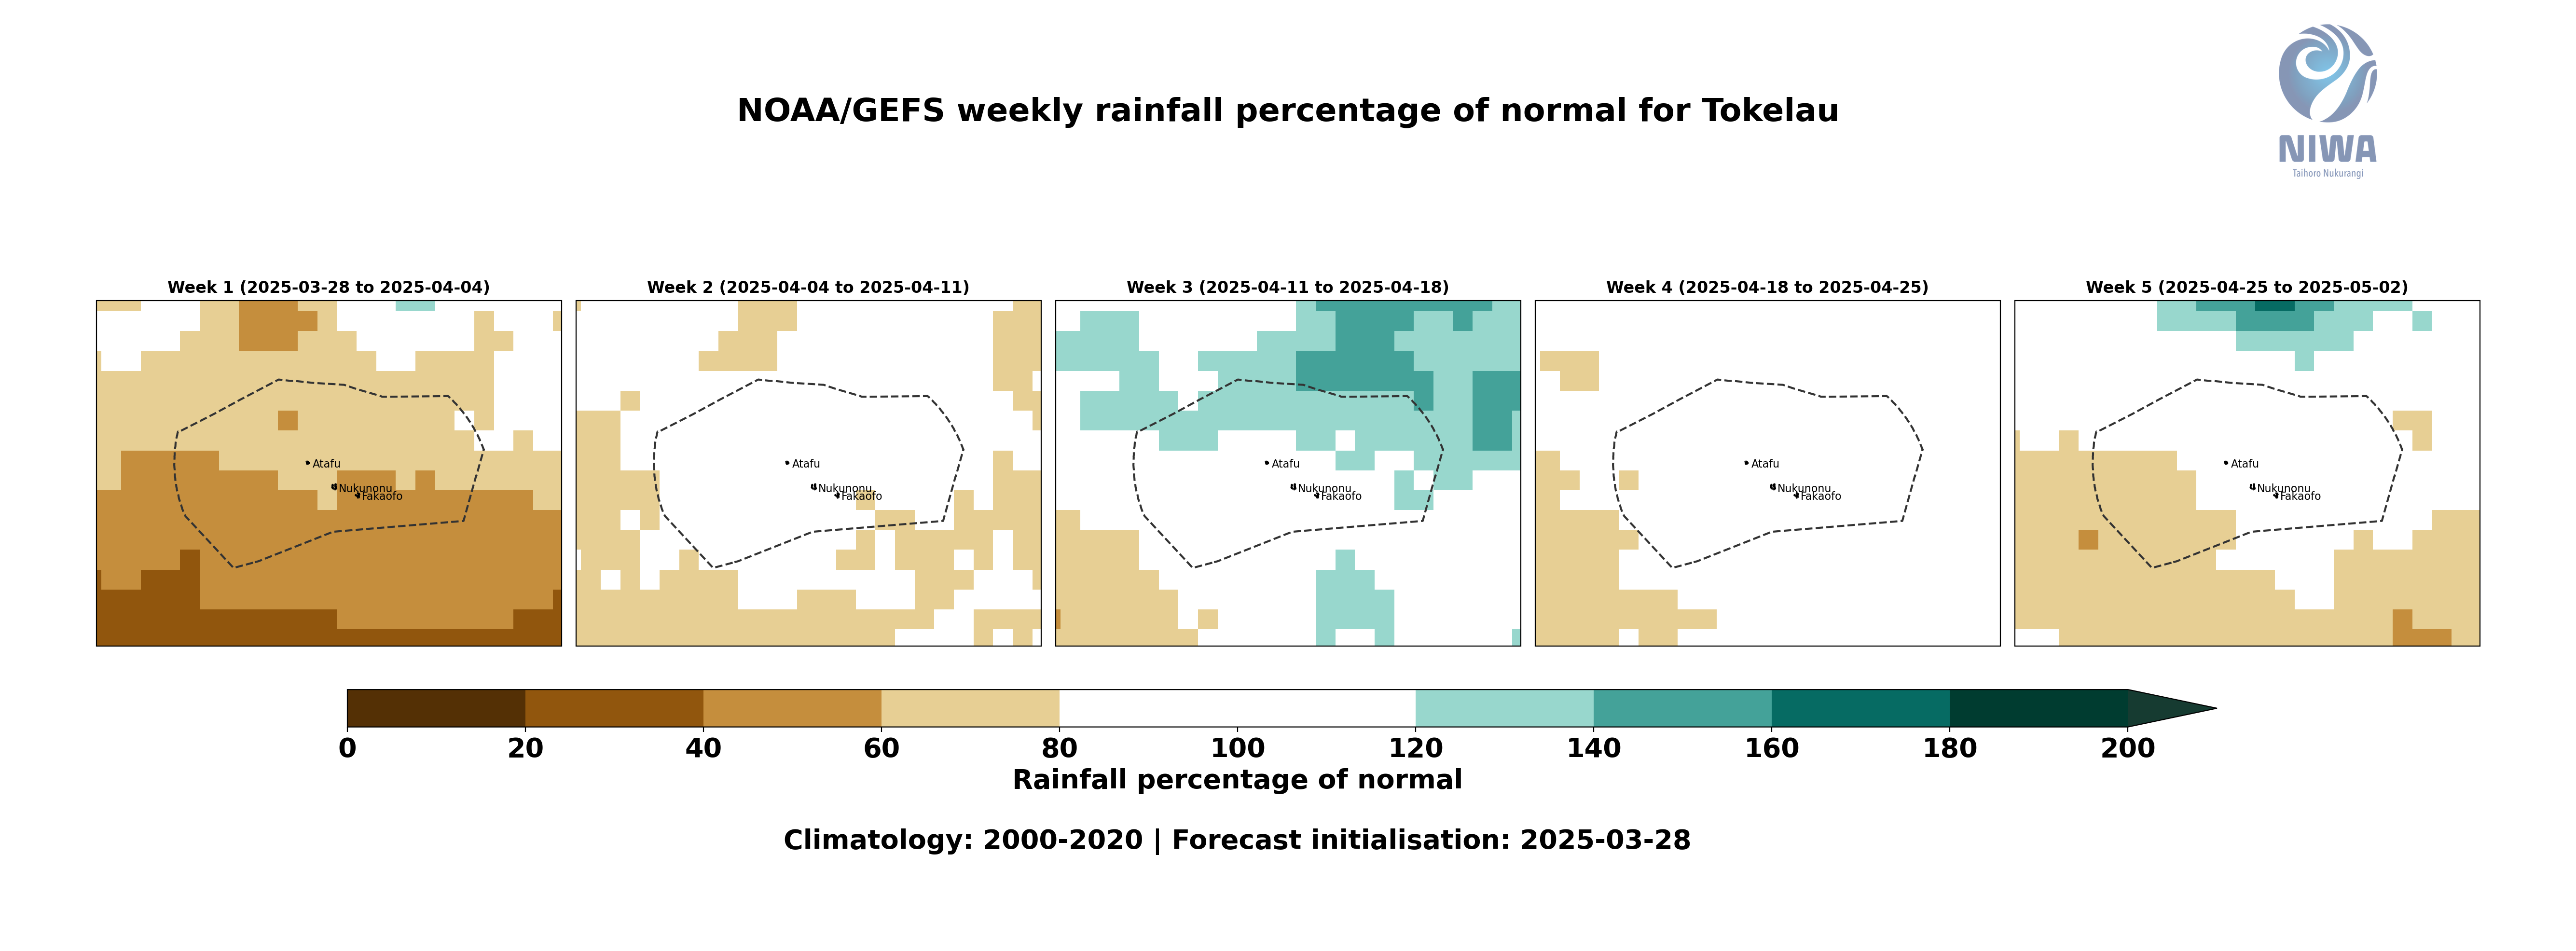 NOAA/GEFS weekly rainfall percentage of normal for Tokelau
NIWA
Taihoro Nukurangi
Week 1 (2025-03-28 to 2025-04-04)
Week 2 (2025-04-04 to 2025-04-11)
Week 3 (2025-04-11 to 2025-04-18)
Week 4 (2025-04-18 to 2025-04-25)
Week 5 (2025-04-25 to 2025-05-02)
Atafu
Nukunonu
Fakaofo
Atafu
Nukunonu
Fakaofo
Atafu
Nukunonu
Fakaofo
Atafu
Nukunonu
Fakaofo
Atafu
Nukunonu
Fakaofo
0 20 40 60 80 100 120 140 160 180 200
Rainfall percentage of normal
Climatology: 2000-2020 | Forecast initialisation: 2025-03-28